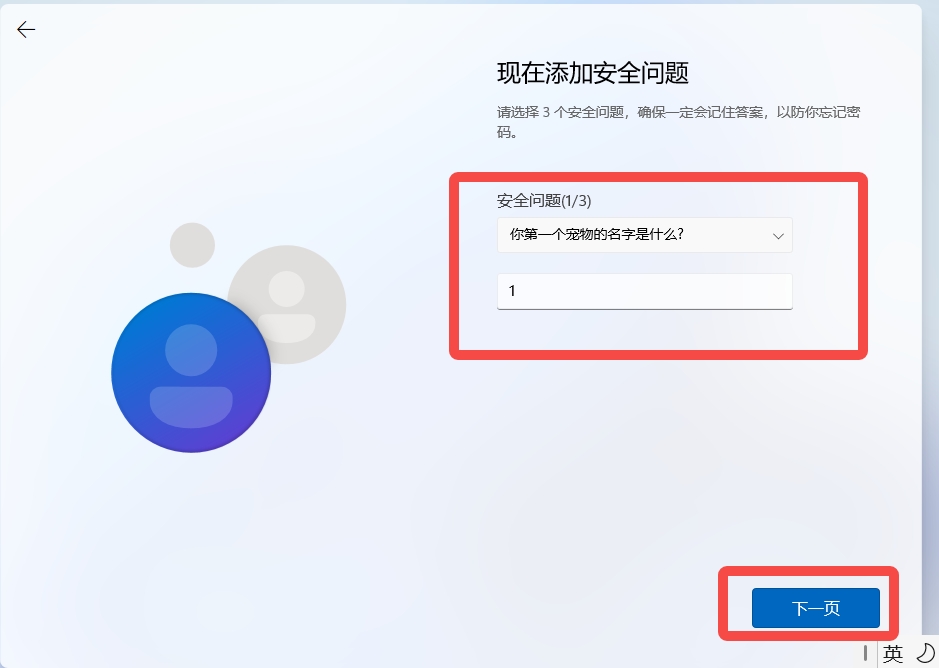 现在添加安全问题
请选择 3 个安全问题，确保一定会记住答案，以防你忘记密
码。
安全问题(1/3)
你第一个宠物的名字是什么?
1
下一页
英